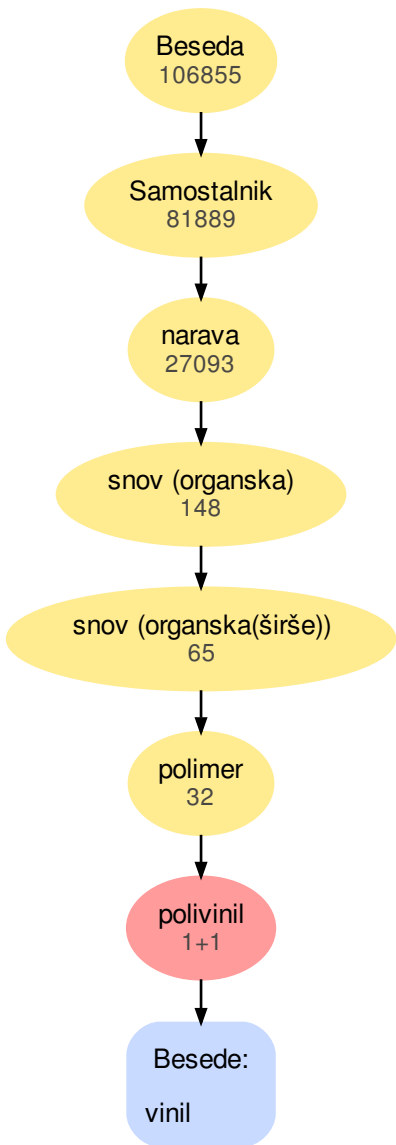 Beseda
106855
Samostalnik
81889
narava
27093
snov (organska)
148
snov (organska(širše))
65
polimer
32
polivinil
1+1
Besede:
vinil